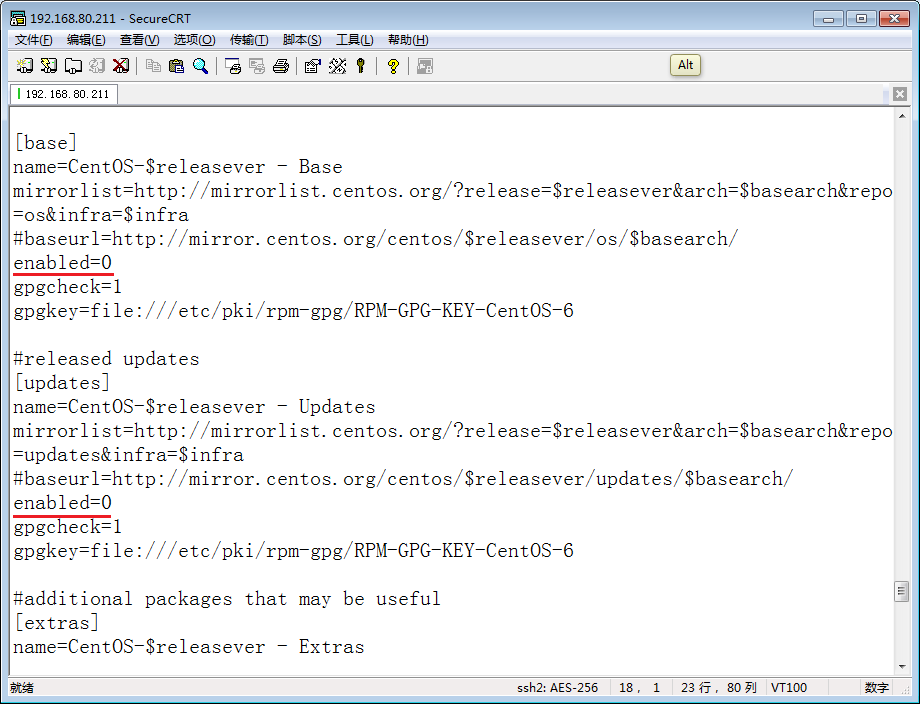 192.168.80.211 - SecureCRT
文件(F) 编辑(E) 查看(V) 选项(O) 传输(T) 脚本(S) 工具(L) 帮助(H)
Alt
192.168.80.211
[base]
name=CentOS-$releasever - Base
mirrorlist=http://mirrorlist.centos.org/?release=$releasever&arch=$basearch&repo
=os&infra=$infra
#baseurl=http://mirror.centos.org/centos/$releasever/os/$basearch/
enabled=0
gpgcheck=1
gpgkey=file:///etc/pki/rpm-gpg/RPM-GPG-KEY-CentOS-6
#released updates
[updates]
name=CentOS-$releasever - Updates
mirrorlist=http://mirrorlist.centos.org/?release=$releasever&arch=$basearch&repo
=updates&infra=$infra
#baseurl=http://mirror.centos.org/centos/$releasever/updates/$basearch/
enabled=0
gpgcheck=1
gpgkey=file:///etc/pki/rpm-gpg/RPM-GPG-KEY-CentOS-6
#additional packages that may be useful
[extras]
name=CentOS-$releasever - Extras
就绪 ssh2: AES-256 18， 1 23 行， 80 列 VT100 数字